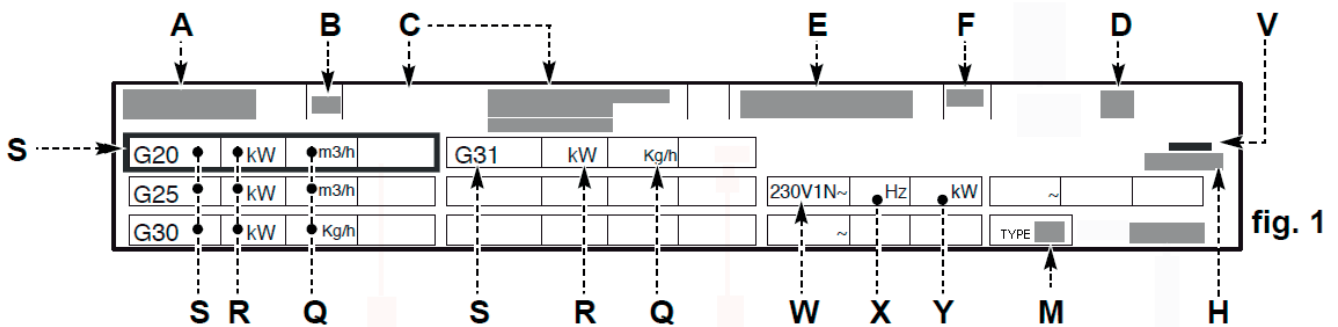 A B C E F D V
S G20 kW m3/h G31 kW Kg/h
G25 kW m3/h 230V1N~ Hz kW ~
G30 kW Kg/h ~ TYPE fig. 1
S R Q S R Q W X Y M H